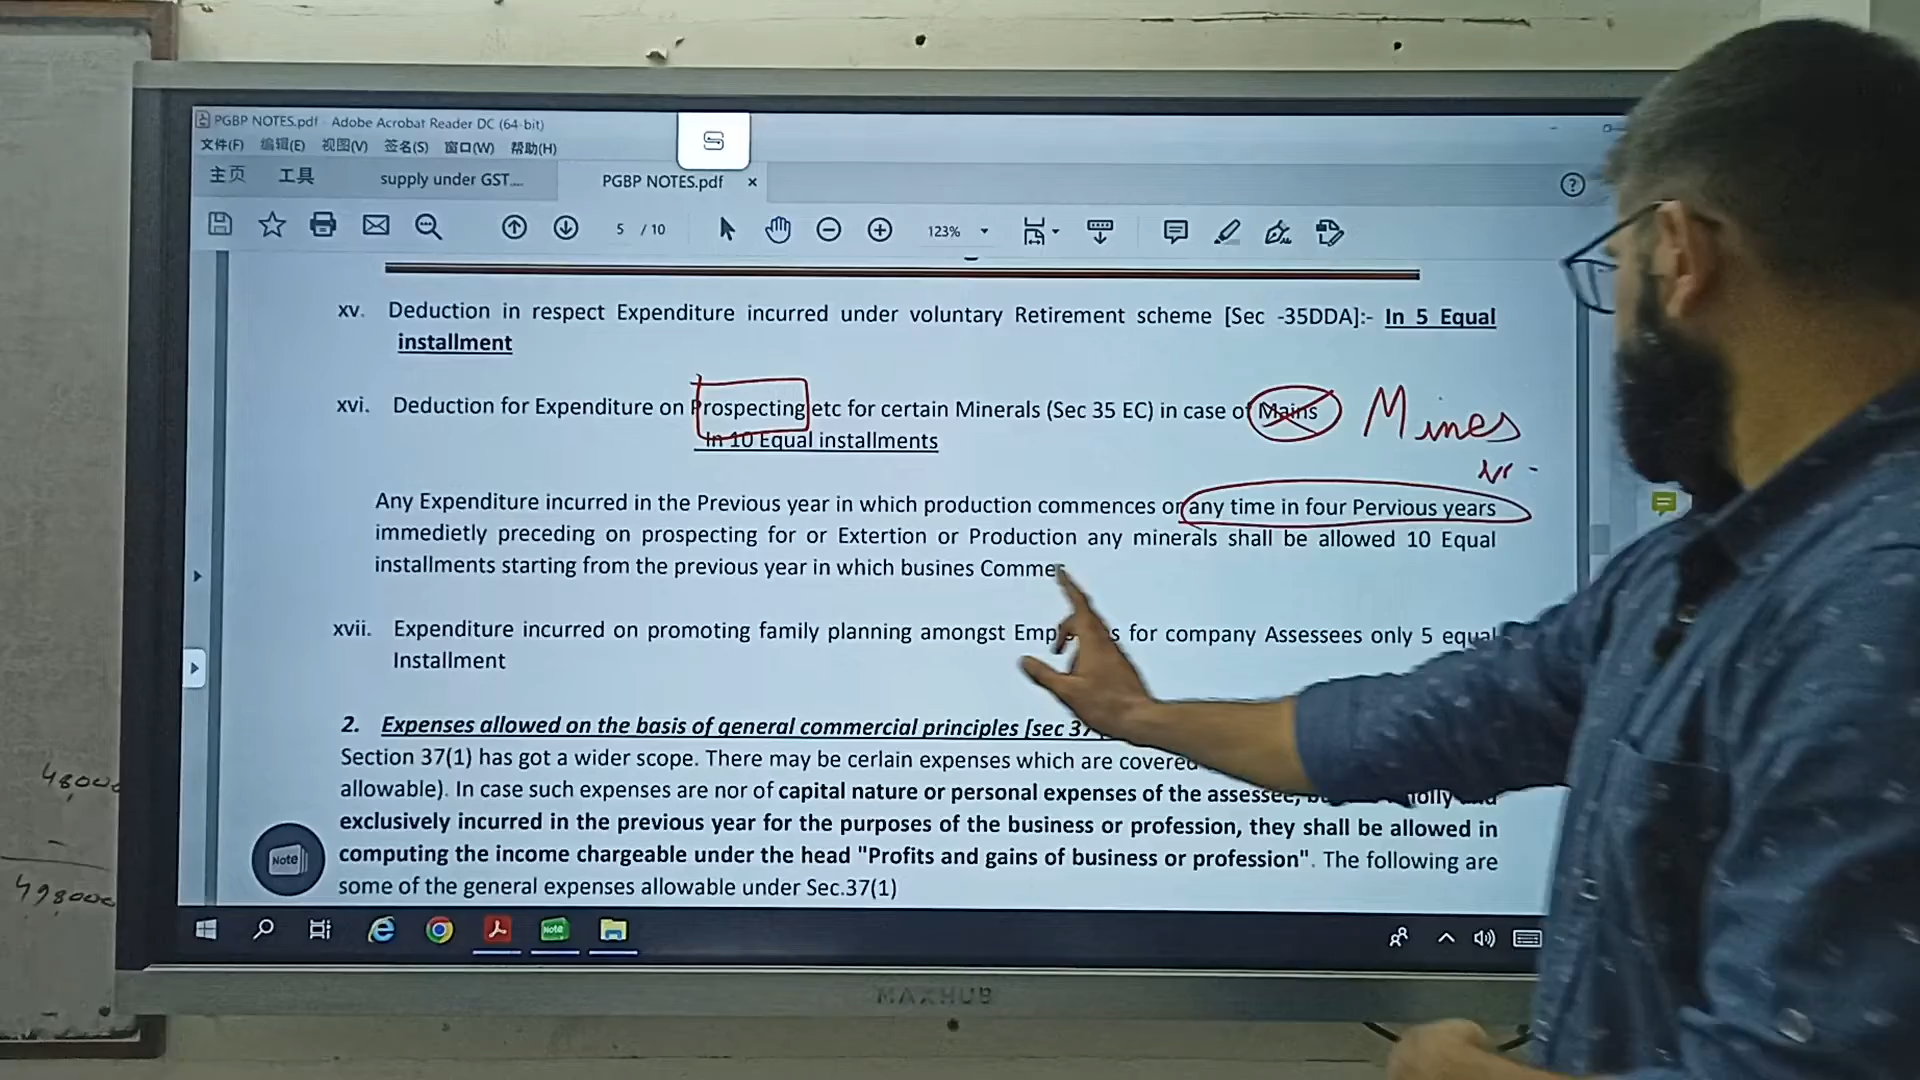 PGBP NOTES.pdf - Adobe Acrobat Reader DC (64-bit)
文件(F) 编辑(E) 视图(V) 签名(S) 窗口(W) 帮助(H)
主页 工具 supply under GST.... PGBP NOTES.pdf ×
5 / 10 123%
xv. Deduction in respect Expenditure incurred under voluntary Retirement scheme [Sec -35DDA]:- In 5 Equal
installment
xvi. Deduction for Expenditure on Prospecting etc for certain Minerals (Sec 35 EC) in case of Mains Mines
In 10 Equal installments
Any Expenditure incurred in the Previous year in which production commences or any time in four Pervious years
immedietly preceding on prospecting for or Extertion or Production any minerals shall be allowed 10 Equal
installments starting from the previous year in which busines Comme
xvii. Expenditure incurred on promoting family planning amongst for company Assessees only 5 equal
Installment
2. Expenses allowed on the basis of general commercial principles [sec 37
Section 37(1) has got a wider scope. There may be cerlain expenses which are covered
allowable). In case such expenses are nor of capital nature or personal expenses of the assessee,
exclusively incurred in the previous year for the purposes of the business or profession, they shall be allowed in
computing the income chargeable under the head "Profits and gains of business or profession". The following are
some of the general expenses allowable under Sec.37(1)
Note
Note
MAXHUB
48000
498000